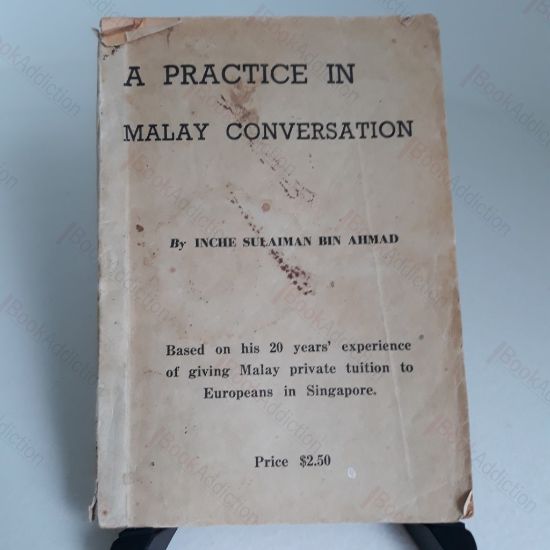 A PRACTICE IN
MALAY CONVERSATION
By INCHE SULAIMAN BIN AHMAD
Based on his 20 years' experience
of giving Malay private tuition to
Europeans in Singapore.
Price $2.50
BookAddiction